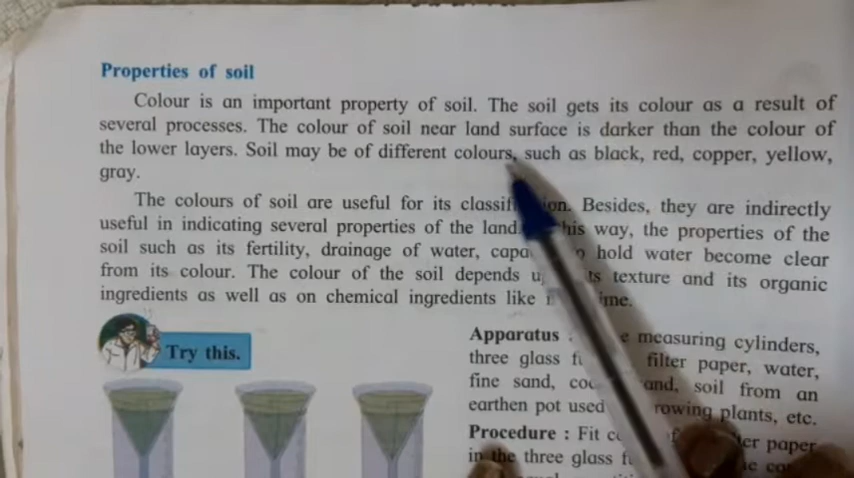 Properties of soil
Colour is an important property of soil. The soil gets its colour as a result of
several processes. The colour of soil near land surface is darker than the colour of
the lower layers. Soil may be of different colours, such as black, red, copper, yellow,
gray.
The colours of soil are useful for its classif ion. Besides, they are indirectly
useful in indicating several properties of the land. his way, the properties of the
soil such as its fertility, drainage of water, capa hold water become clear
from its colour. The colour of the soil depends u ts texture and its organic
ingredients as well as on chemical ingredients like ime.
Try this.
Apparatus : measuring cylinders,
three glass f filter paper, water,
fine sand, coa and, soil from an
earthen pot used rowing plants, etc.
Procedure : Fit paper
in the three glass